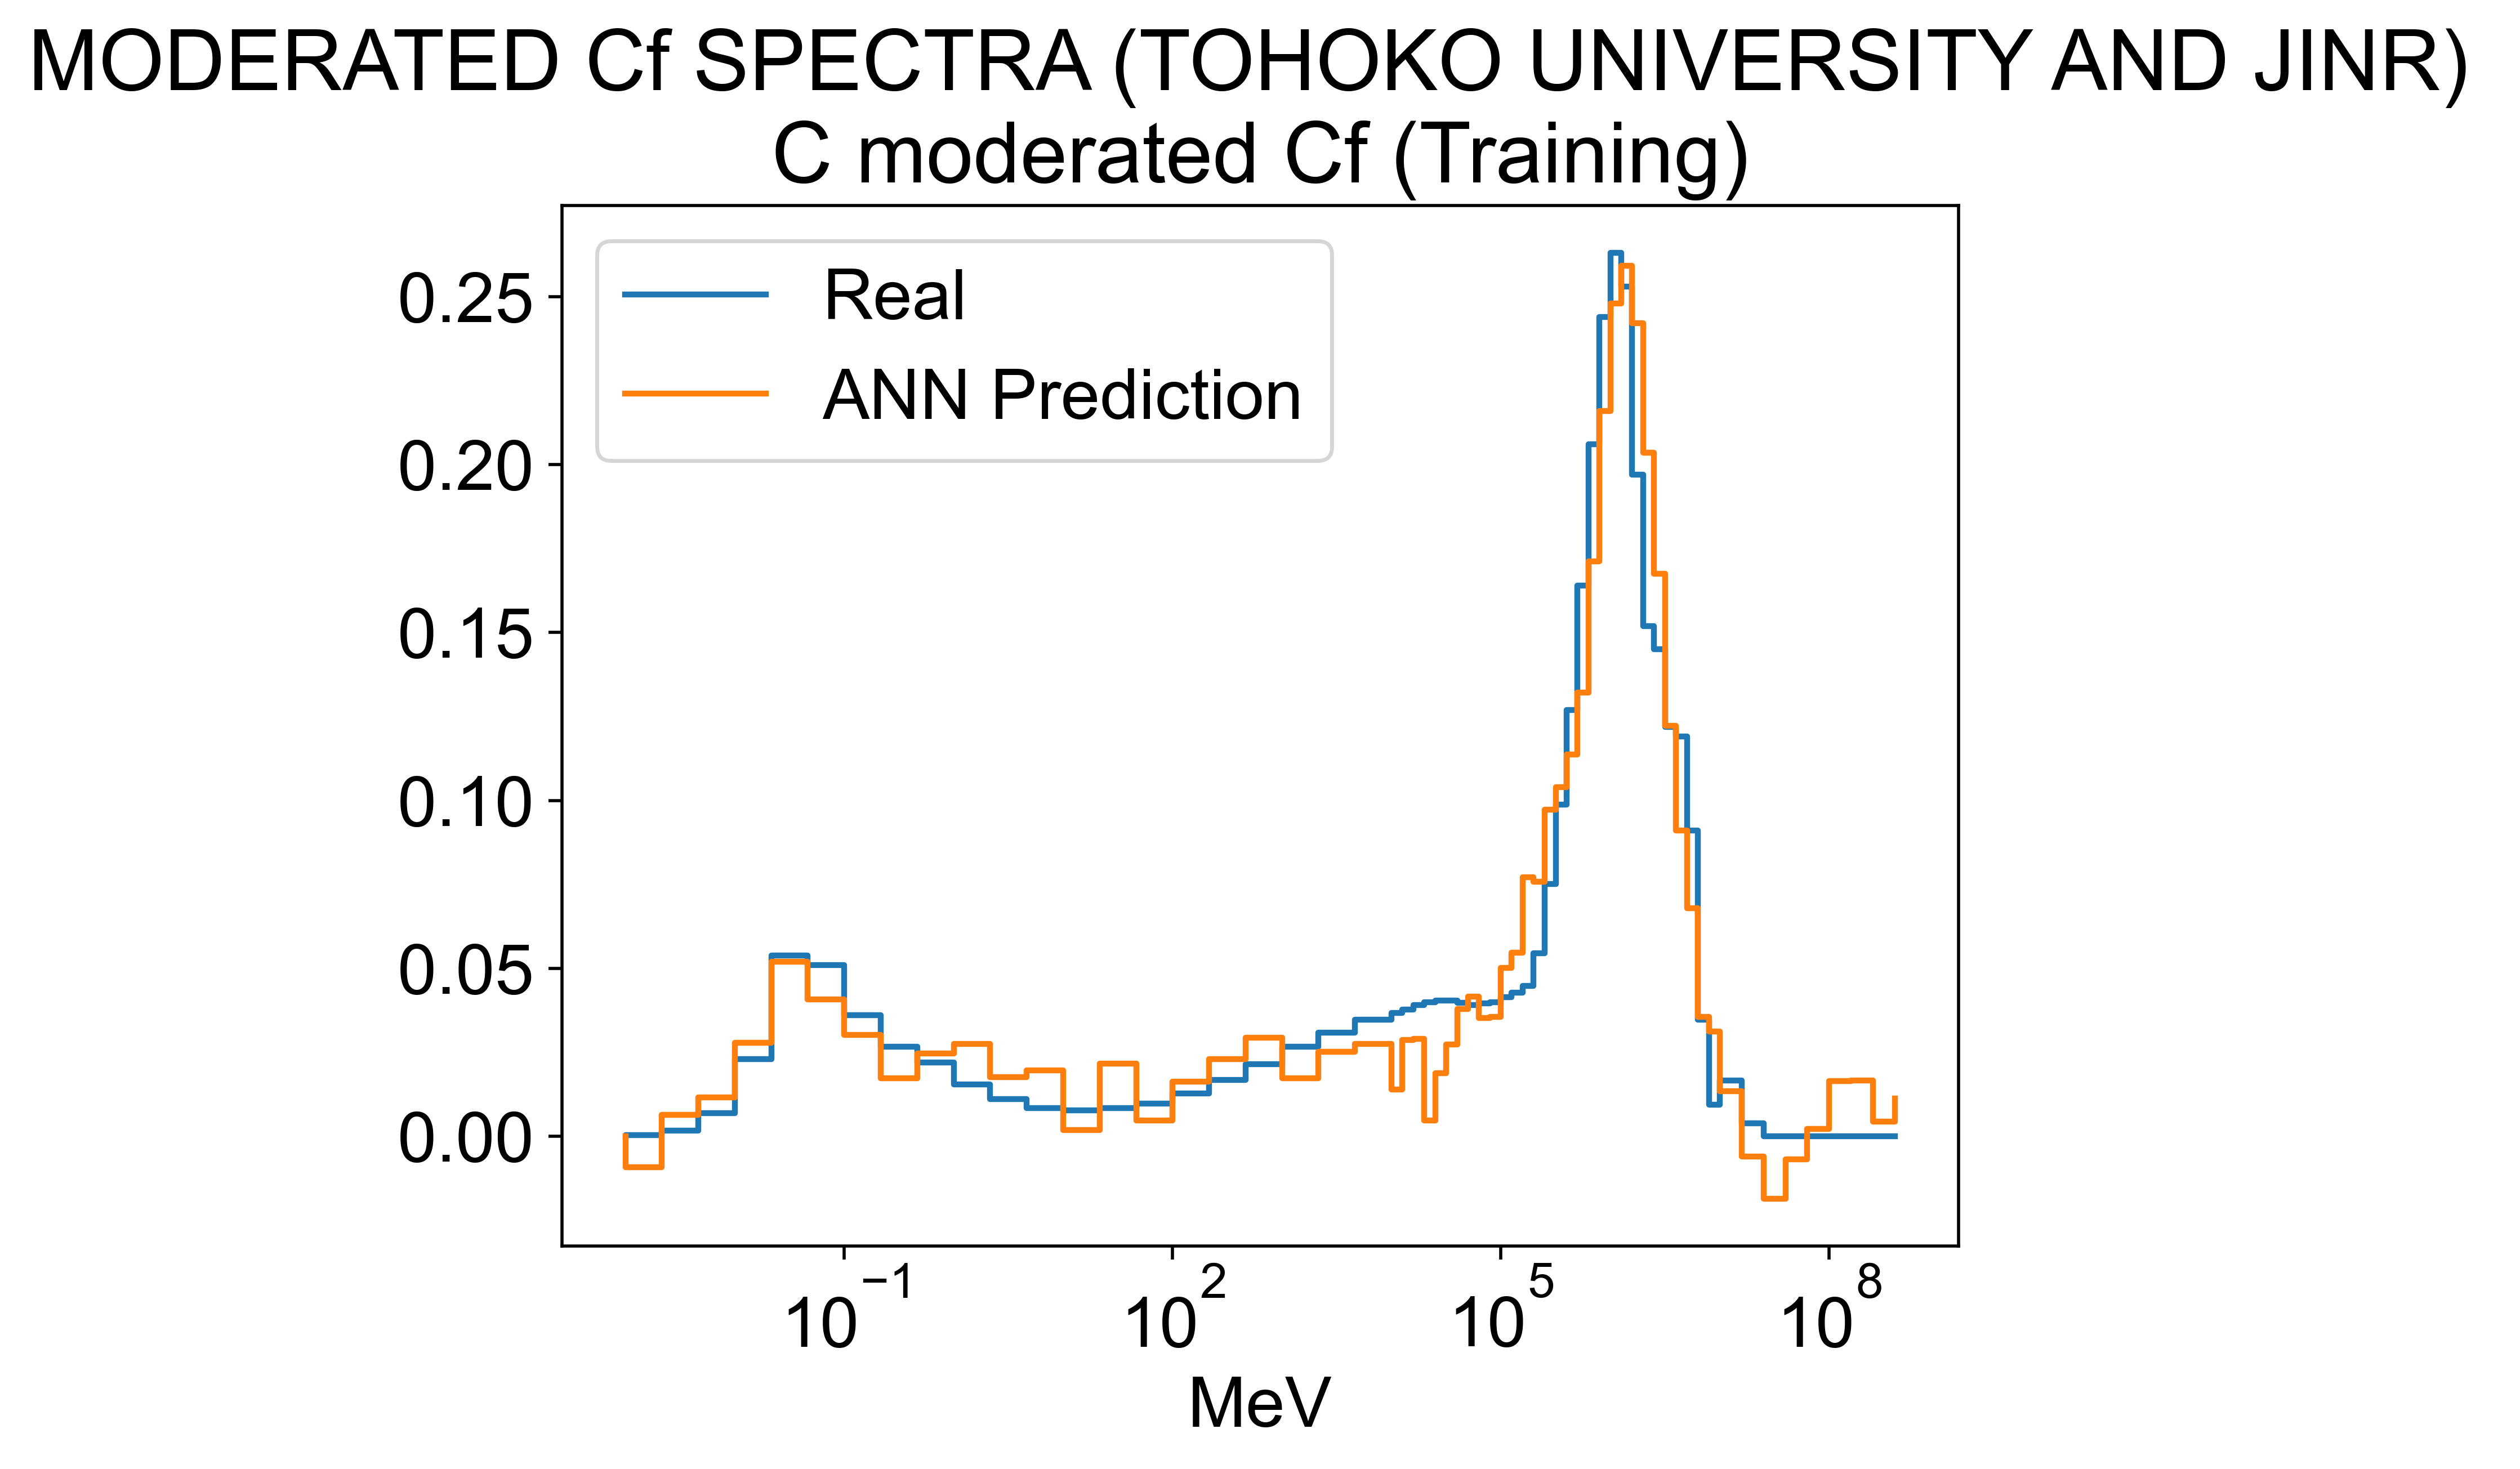 MODERATED Cf SPECTRA (TOHOKO UNIVERSITY AND JINR)
C moderated Cf (Training)
Real
ANN Prediction
0.25
0.20
0.15
0.10
0.05
0.00
10⁻¹ 10² 10⁵ 10⁸
MeV